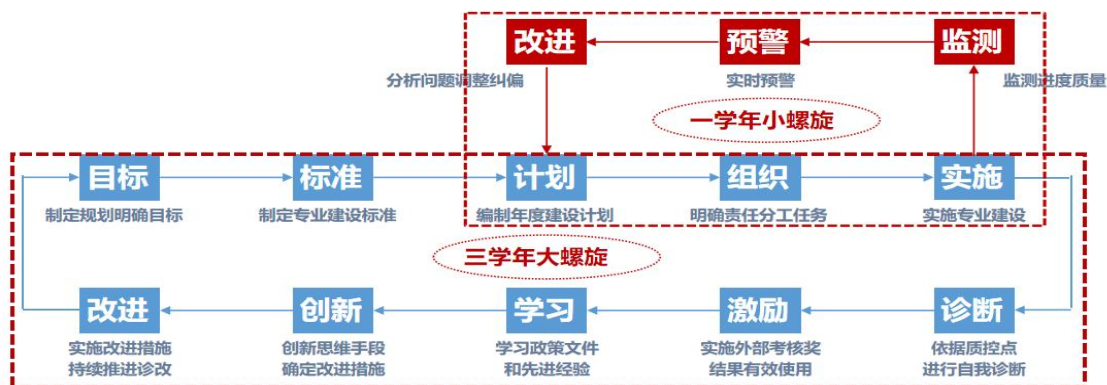 改进
预警
监测
分析问题调整纠偏
实时预警
监测进度质量
一学年小螺旋
目标
标准
计划
组织
实施
制定规划明确目标
制定专业建设标准
编制年度建设计划
明确责任分工任务
实施专业建设
三学年大螺旋
改进
创新
学习
激励
诊断
实施改进措施
持续推进诊改
创新思维手段
确定改进措施
学习政策文件
和先进经验
实施外部考核奖
结果有效使用
依据质控点
进行自我诊断